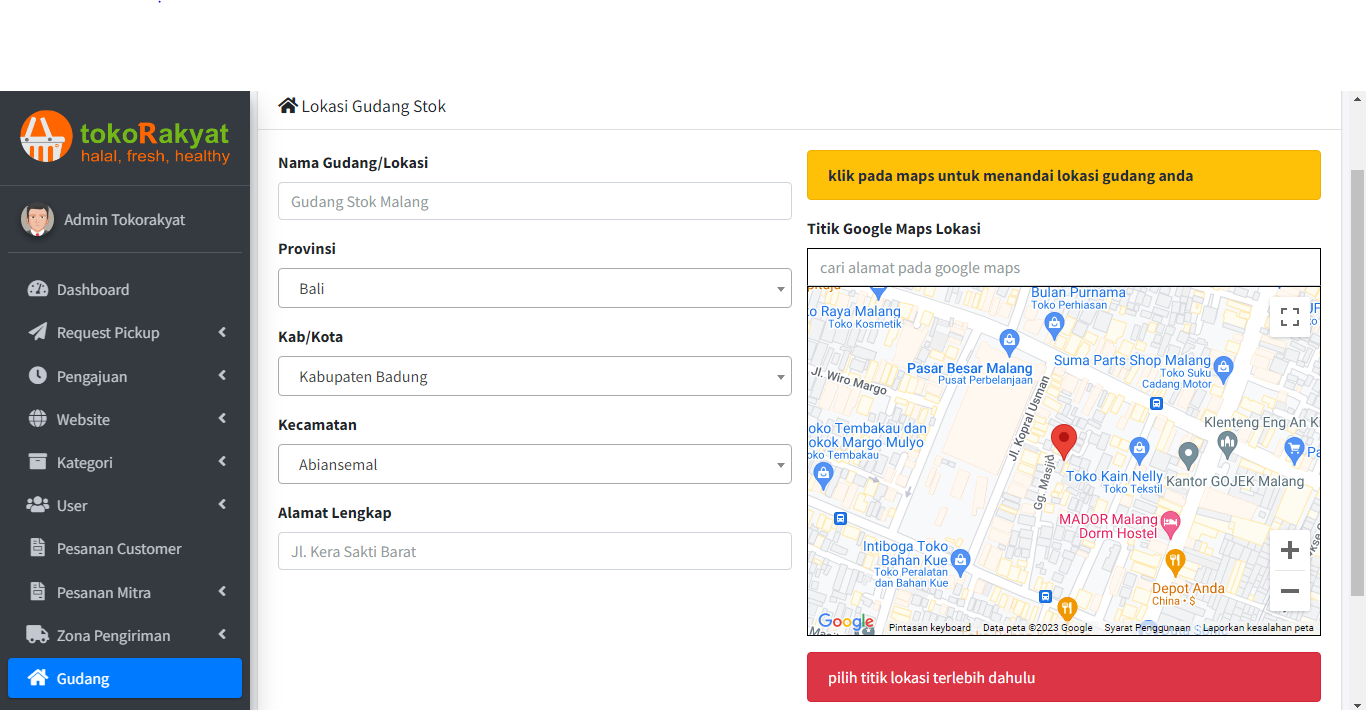 tokoRakyat
halal, fresh, healthy
Admin Tokorakyat
Dashboard
Request Pickup
Pengajuan
Website
Kategori
User
Pesanan Customer
Pesanan Mitra
Zona Pengiriman
Gudang
Lokasi Gudang Stok
Nama Gudang/Lokasi
Gudang Stok Malang
Provinsi
Bali
Kab/Kota
Kabupaten Badung
Kecamatan
Abiansemal
Alamat Lengkap
Jl. Kera Sakti Barat
klik pada maps untuk menandai lokasi gudang anda
Titik Google Maps Lokasi
cari alamat pada google maps
Bulan Purnama
Toko Perhiasan
o Raya Malang
Toko Kosmetik
Pasar Besar Malang
Pusat Perbelanjaan
Suma Parts Shop Malang
Toko Suku
Cadang Motor
Jl. Wiro Margo
Jl. Kopral Usman
Klenteng Eng An K
oko Tembakau dan
okok Margo Mulyo
oko Tembakau
Gg. Masjid
Toko Kain Nelly
Toko Tekstil
Kantor GOJEK Malang
MADOR Malang
Dorm Hostel
Intiboga Toko
Bahan Kue
Toko Peralatan
dan Bahan Kue
Depot Anda
China • $
Google
Pintasan keyboard
Data peta ©2023 Google
Syarat Penggunaan
Laporkan kesalahan peta
pilih titik lokasi terlebih dahulu